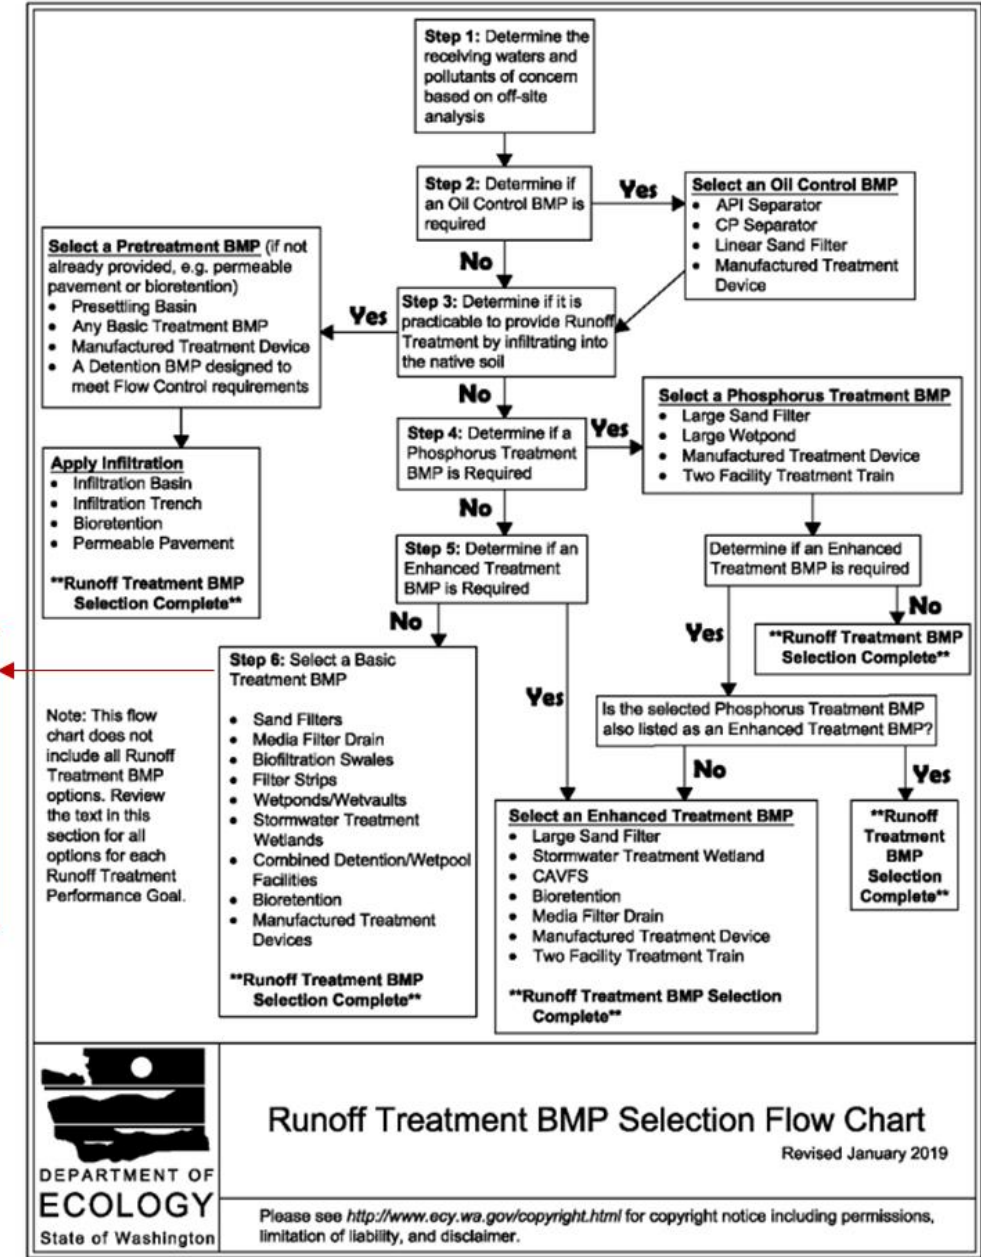 Step 1: Determine the
receiving waters and
pollutants of concern
based on off-site
analysis
Step 2: Determine if
an Oil Control BMP is
required
Yes
Select an Oil Control BMP
• API Separator
• CP Separator
• Linear Sand Filter
• Manufactured Treatment
Device
No
Select a Pretreatment BMP (if not
already provided, e.g. permeable
pavement or bioretention)
• Presettling Basin
• Any Basic Treatment BMP
• Manufactured Treatment Device
• A Detention BMP designed to
meet Flow Control requirements
Yes
Step 3: Determine if it is
practicable to provide Runoff
Treatment by infiltrating into
the native soil
No
Apply Infiltration
• Infiltration Basin
• Infiltration Trench
• Bioretention
• Permeable Pavement
**Runoff Treatment BMP
Selection Complete**
Step 4: Determine if a
Phosphorus Treatment
BMP is Required
Yes
Select a Phosphorus Treatment BMP
• Large Sand Filter
• Large Wetpond
• Manufactured Treatment Device
• Two Facility Treatment Train
No
Step 5: Determine if an
Enhanced Treatment
BMP is Required
Determine if an Enhanced
Treatment BMP is required
No
**Runoff Treatment BMP
Selection Complete**
Yes
Is the selected Phosphorus Treatment BMP
also listed as an Enhanced Treatment BMP?
No
Yes
**Runoff
Treatment
BMP
Selection
Complete**
No
Yes
Step 6: Select a Basic
Treatment BMP
• Sand Filters
• Media Filter Drain
• Biofiltration Swales
• Filter Strips
• Wetponds/Wetvaults
• Stormwater Treatment
Wetlands
• Combined Detention/Wetpool
Facilities
• Bioretention
• Manufactured Treatment
Devices
**Runoff Treatment BMP
Selection Complete**
Select an Enhanced Treatment BMP
• Large Sand Filter
• Stormwater Treatment Wetland
• CAVFS
• Bioretention
• Media Filter Drain
• Manufactured Treatment Device
• Two Facility Treatment Train
**Runoff Treatment BMP Selection
Complete**
Note: This flow
chart does not
include all Runoff
Treatment BMP
options. Review
the text in this
section for all
options for each
Runoff Treatment
Performance Goal.
DEPARTMENT OF
ECOLOGY
State of Washington
Runoff Treatment BMP Selection Flow Chart
Revised January 2019
Please see http://www.ecy.wa.gov/copyright.html for copyright notice including permissions,
limitation of liability, and disclaimer.